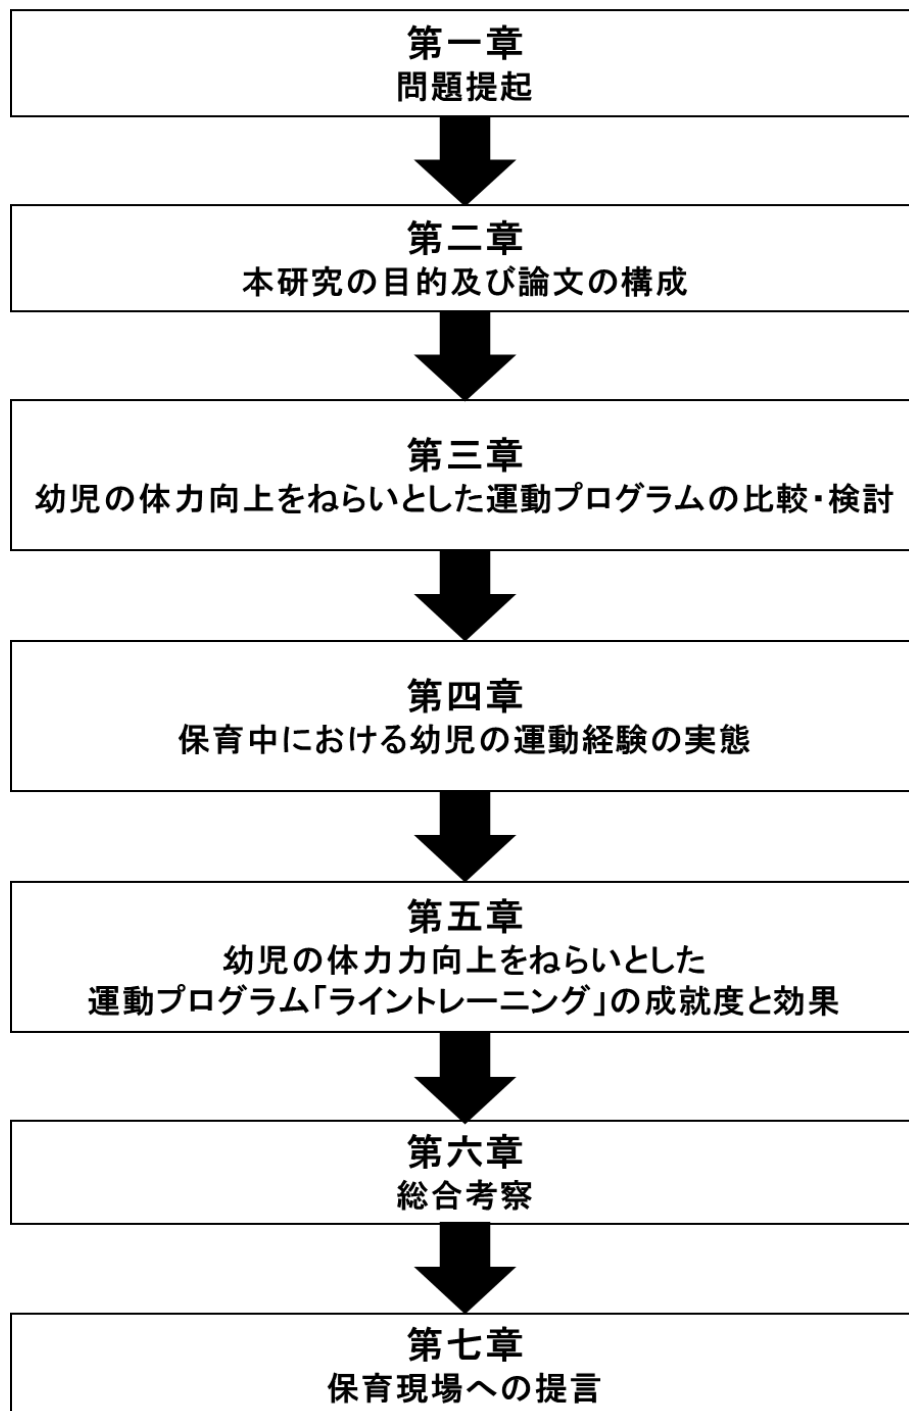 第一章
問題提起
第二章
本研究の目的及び論文の構成
第三章
幼児の体力向上をねらいとした運動プログラムの比較・検討
第四章
保育中における幼児の運動経験の実態
第五章
幼児の体力力向上をねらいとした
運動プログラム「ライントレーニング」の成就度と効果
第六章
総合考察
第七章
保育現場への提言